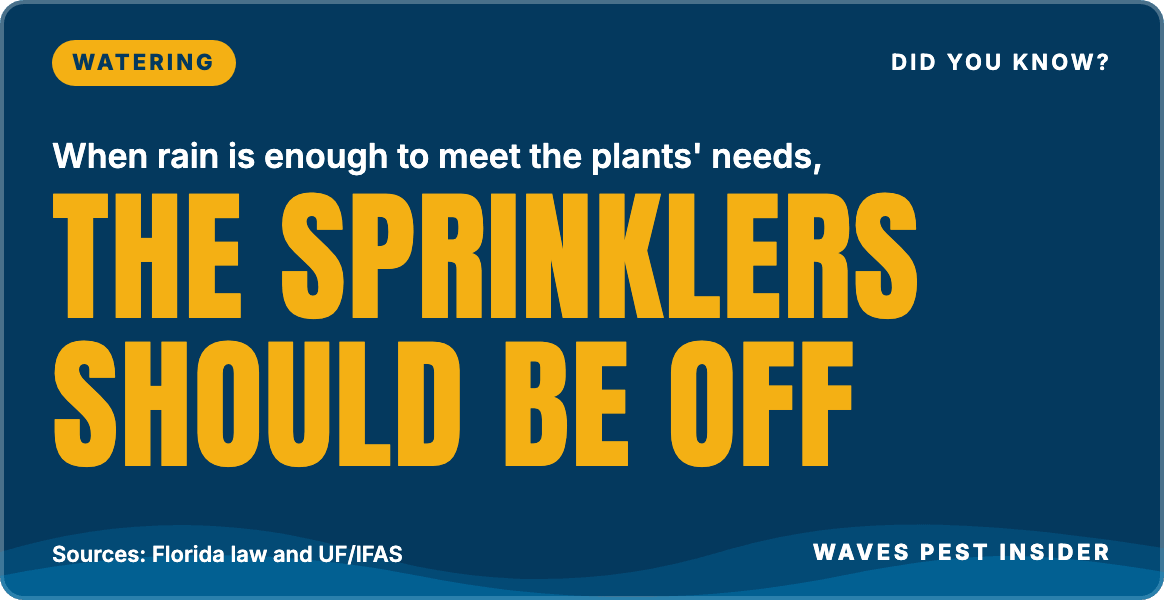 WATERING
DID YOU KNOW?
When rain is enough to meet the plants' needs,
THE SPRINKLERS
SHOULD BE OFF
Sources: Florida law and UF/IFAS
WAVES PEST INSIDER